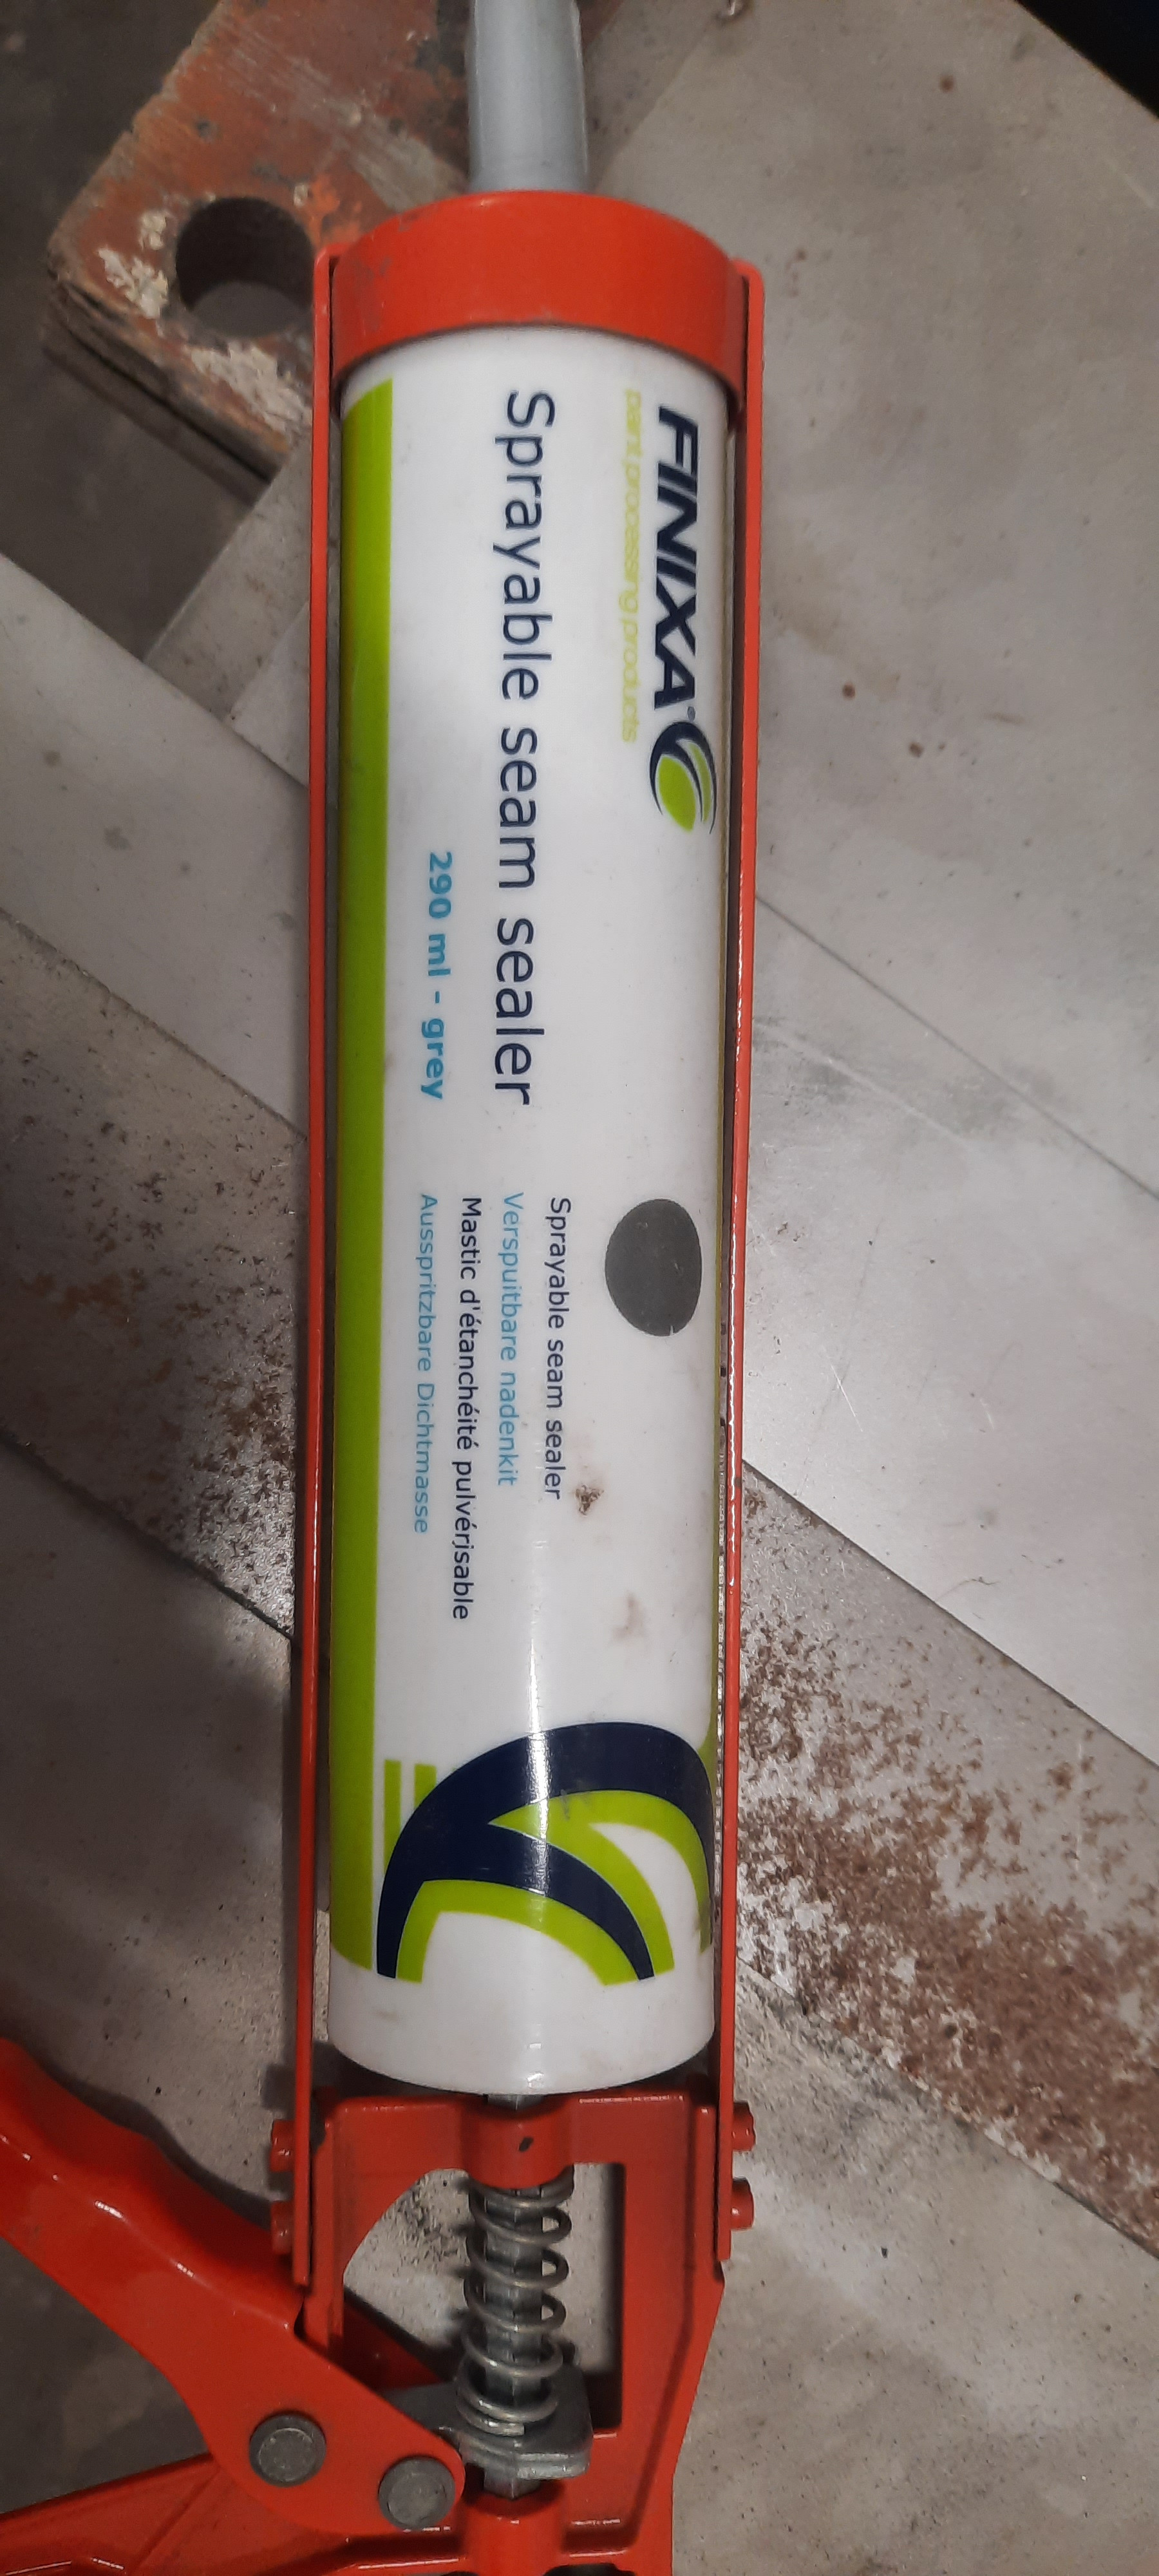 FINIXA®
paint processing products
Sprayable seam sealer
290 ml - grey
Sprayable seam sealer
Verspuitbare nadenkit
Mastic d'étanchéité pulvérisable
Ausspritzbare Dichtmasse